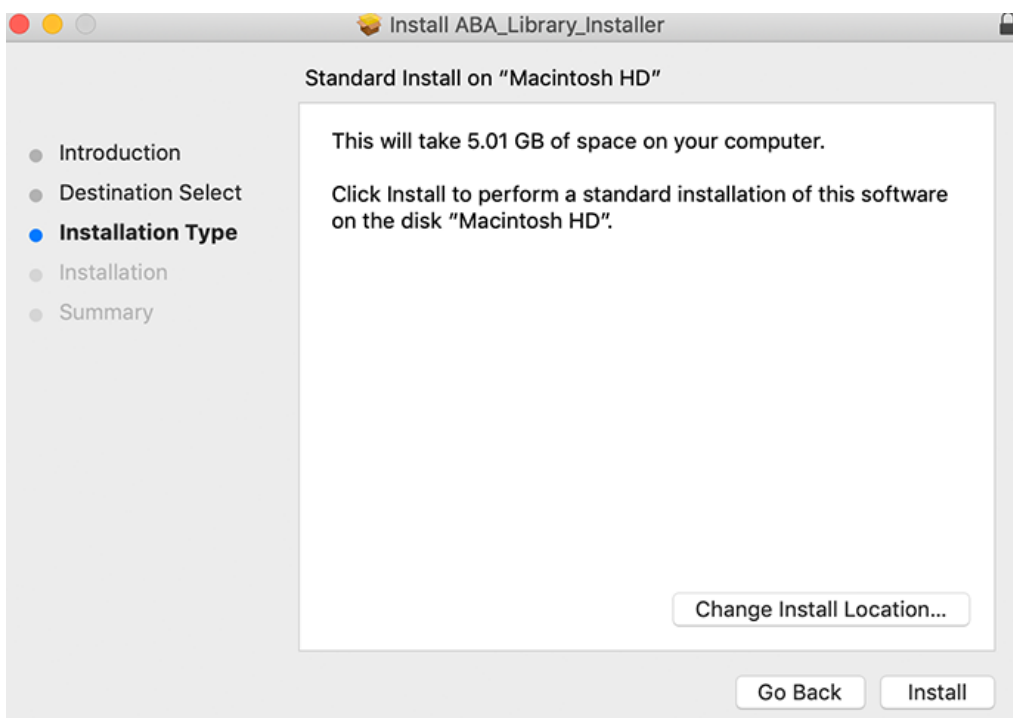 Install ABA_Library_Installer
Standard Install on “Macintosh HD”
Introduction
Destination Select
Installation Type
Installation
Summary
This will take 5.01 GB of space on your computer.
Click Install to perform a standard installation of this software
on the disk “Macintosh HD”.
Change Install Location...
Go Back
Install